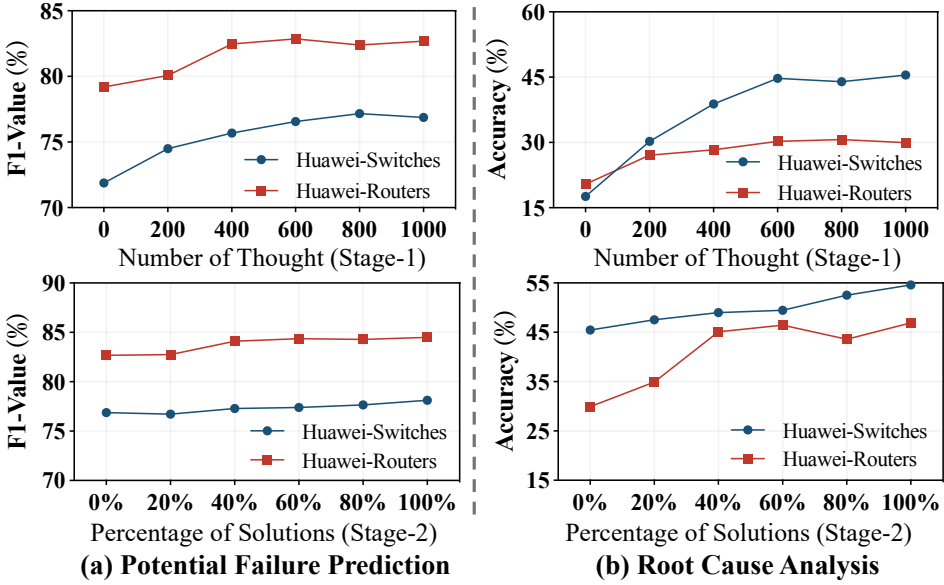 F1-Value (%)
85
80
75
70
Huawei-Switches
Huawei-Routers
0 200 400 600 800 1000
Number of Thought (Stage-1)
Accuracy (%)
60
45
30
15
Huawei-Switches
Huawei-Routers
0 200 400 600 800 1000
Number of Thought (Stage-1)
F1-Value (%)
90
85
80
75
70
Huawei-Switches
Huawei-Routers
0% 20% 40% 60% 80% 100%
Percentage of Solutions (Stage-2)
(a) Potential Failure Prediction
Accuracy (%)
55
45
35
25
15
Huawei-Switches
Huawei-Routers
0% 20% 40% 60% 80% 100%
Percentage of Solutions (Stage-2)
(b) Root Cause Analysis